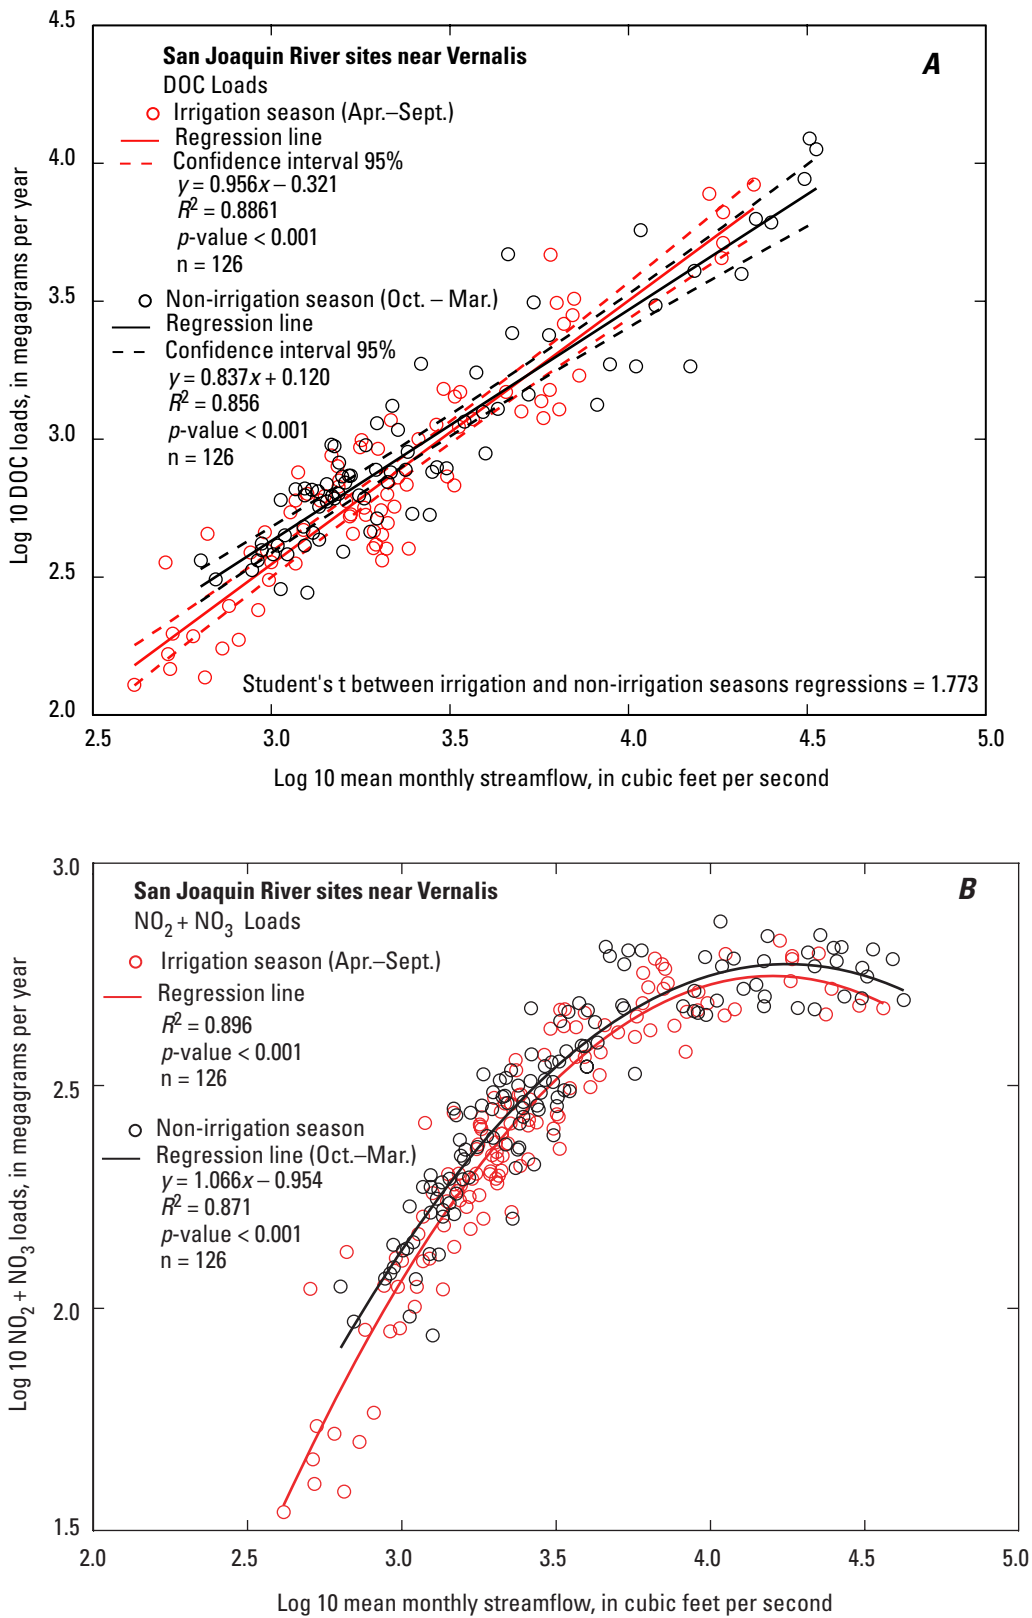 4.5
4.0
3.5
3.0
2.5
2.0
Log 10 DOC loads, in megagrams per year
San Joaquin River sites near Vernalis
A
DOC Loads
Irrigation season (Apr.–Sept.)
Regression line
Confidence interval 95%
y = 0.956x – 0.321
R² = 0.8861
p-value < 0.001
n = 126
Non-irrigation season (Oct. – Mar.)
Regression line
Confidence interval 95%
y = 0.837x + 0.120
R² = 0.856
p-value < 0.001
n = 126
Student's t between irrigation and non-irrigation seasons regressions = 1.773
2.5 3.0 3.5 4.0 4.5 5.0
Log 10 mean monthly streamflow, in cubic feet per second
3.0
2.5
2.0
1.5
Log 10 NO₂ + NO₃ loads, in megagrams per year
San Joaquin River sites near Vernalis
B
NO₂ + NO₃ Loads
Irrigation season (Apr.–Sept.)
Regression line
R² = 0.896
p-value < 0.001
n = 126
Non-irrigation season
Regression line (Oct.–Mar.)
y = 1.066x – 0.954
R² = 0.871
p-value < 0.001
n = 126
2.0 2.5 3.0 3.5 4.0 4.5 5.0
Log 10 mean monthly streamflow, in cubic feet per second